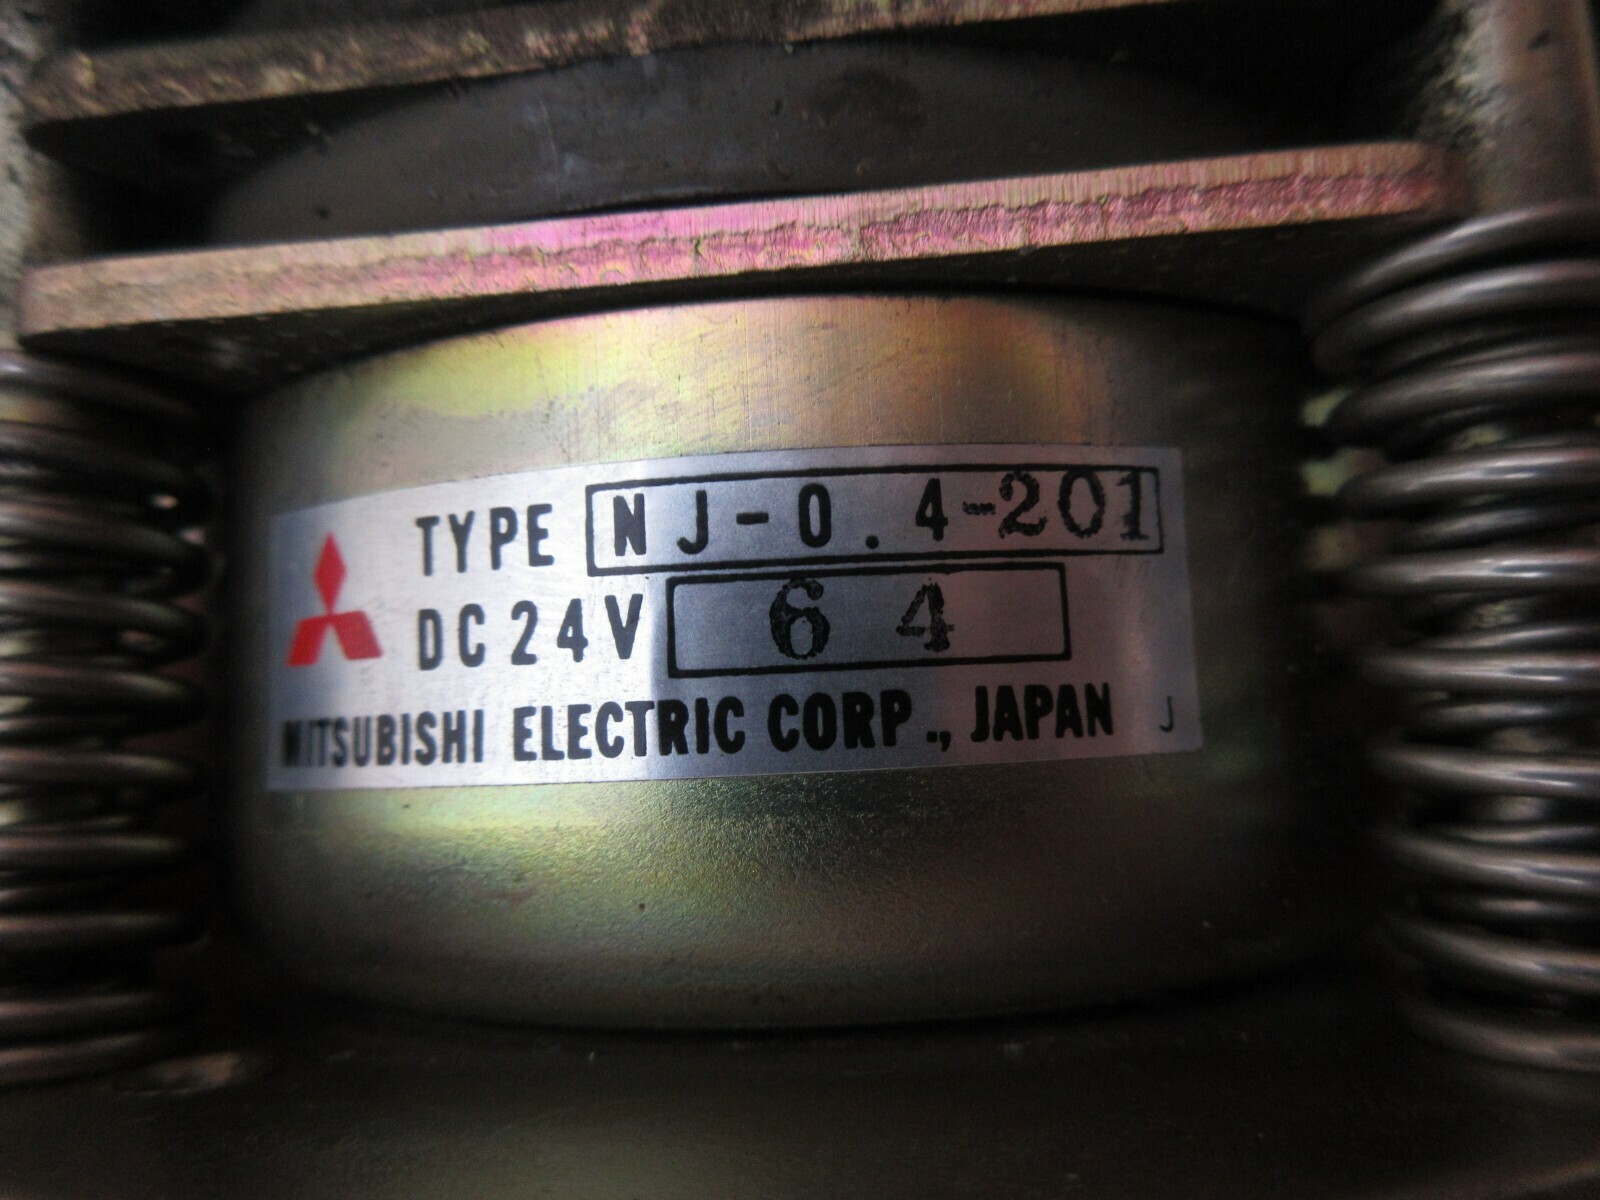 TYPE NJ-0.4-201
DC24V 64
MITSUBISHI ELECTRIC CORP., JAPAN J